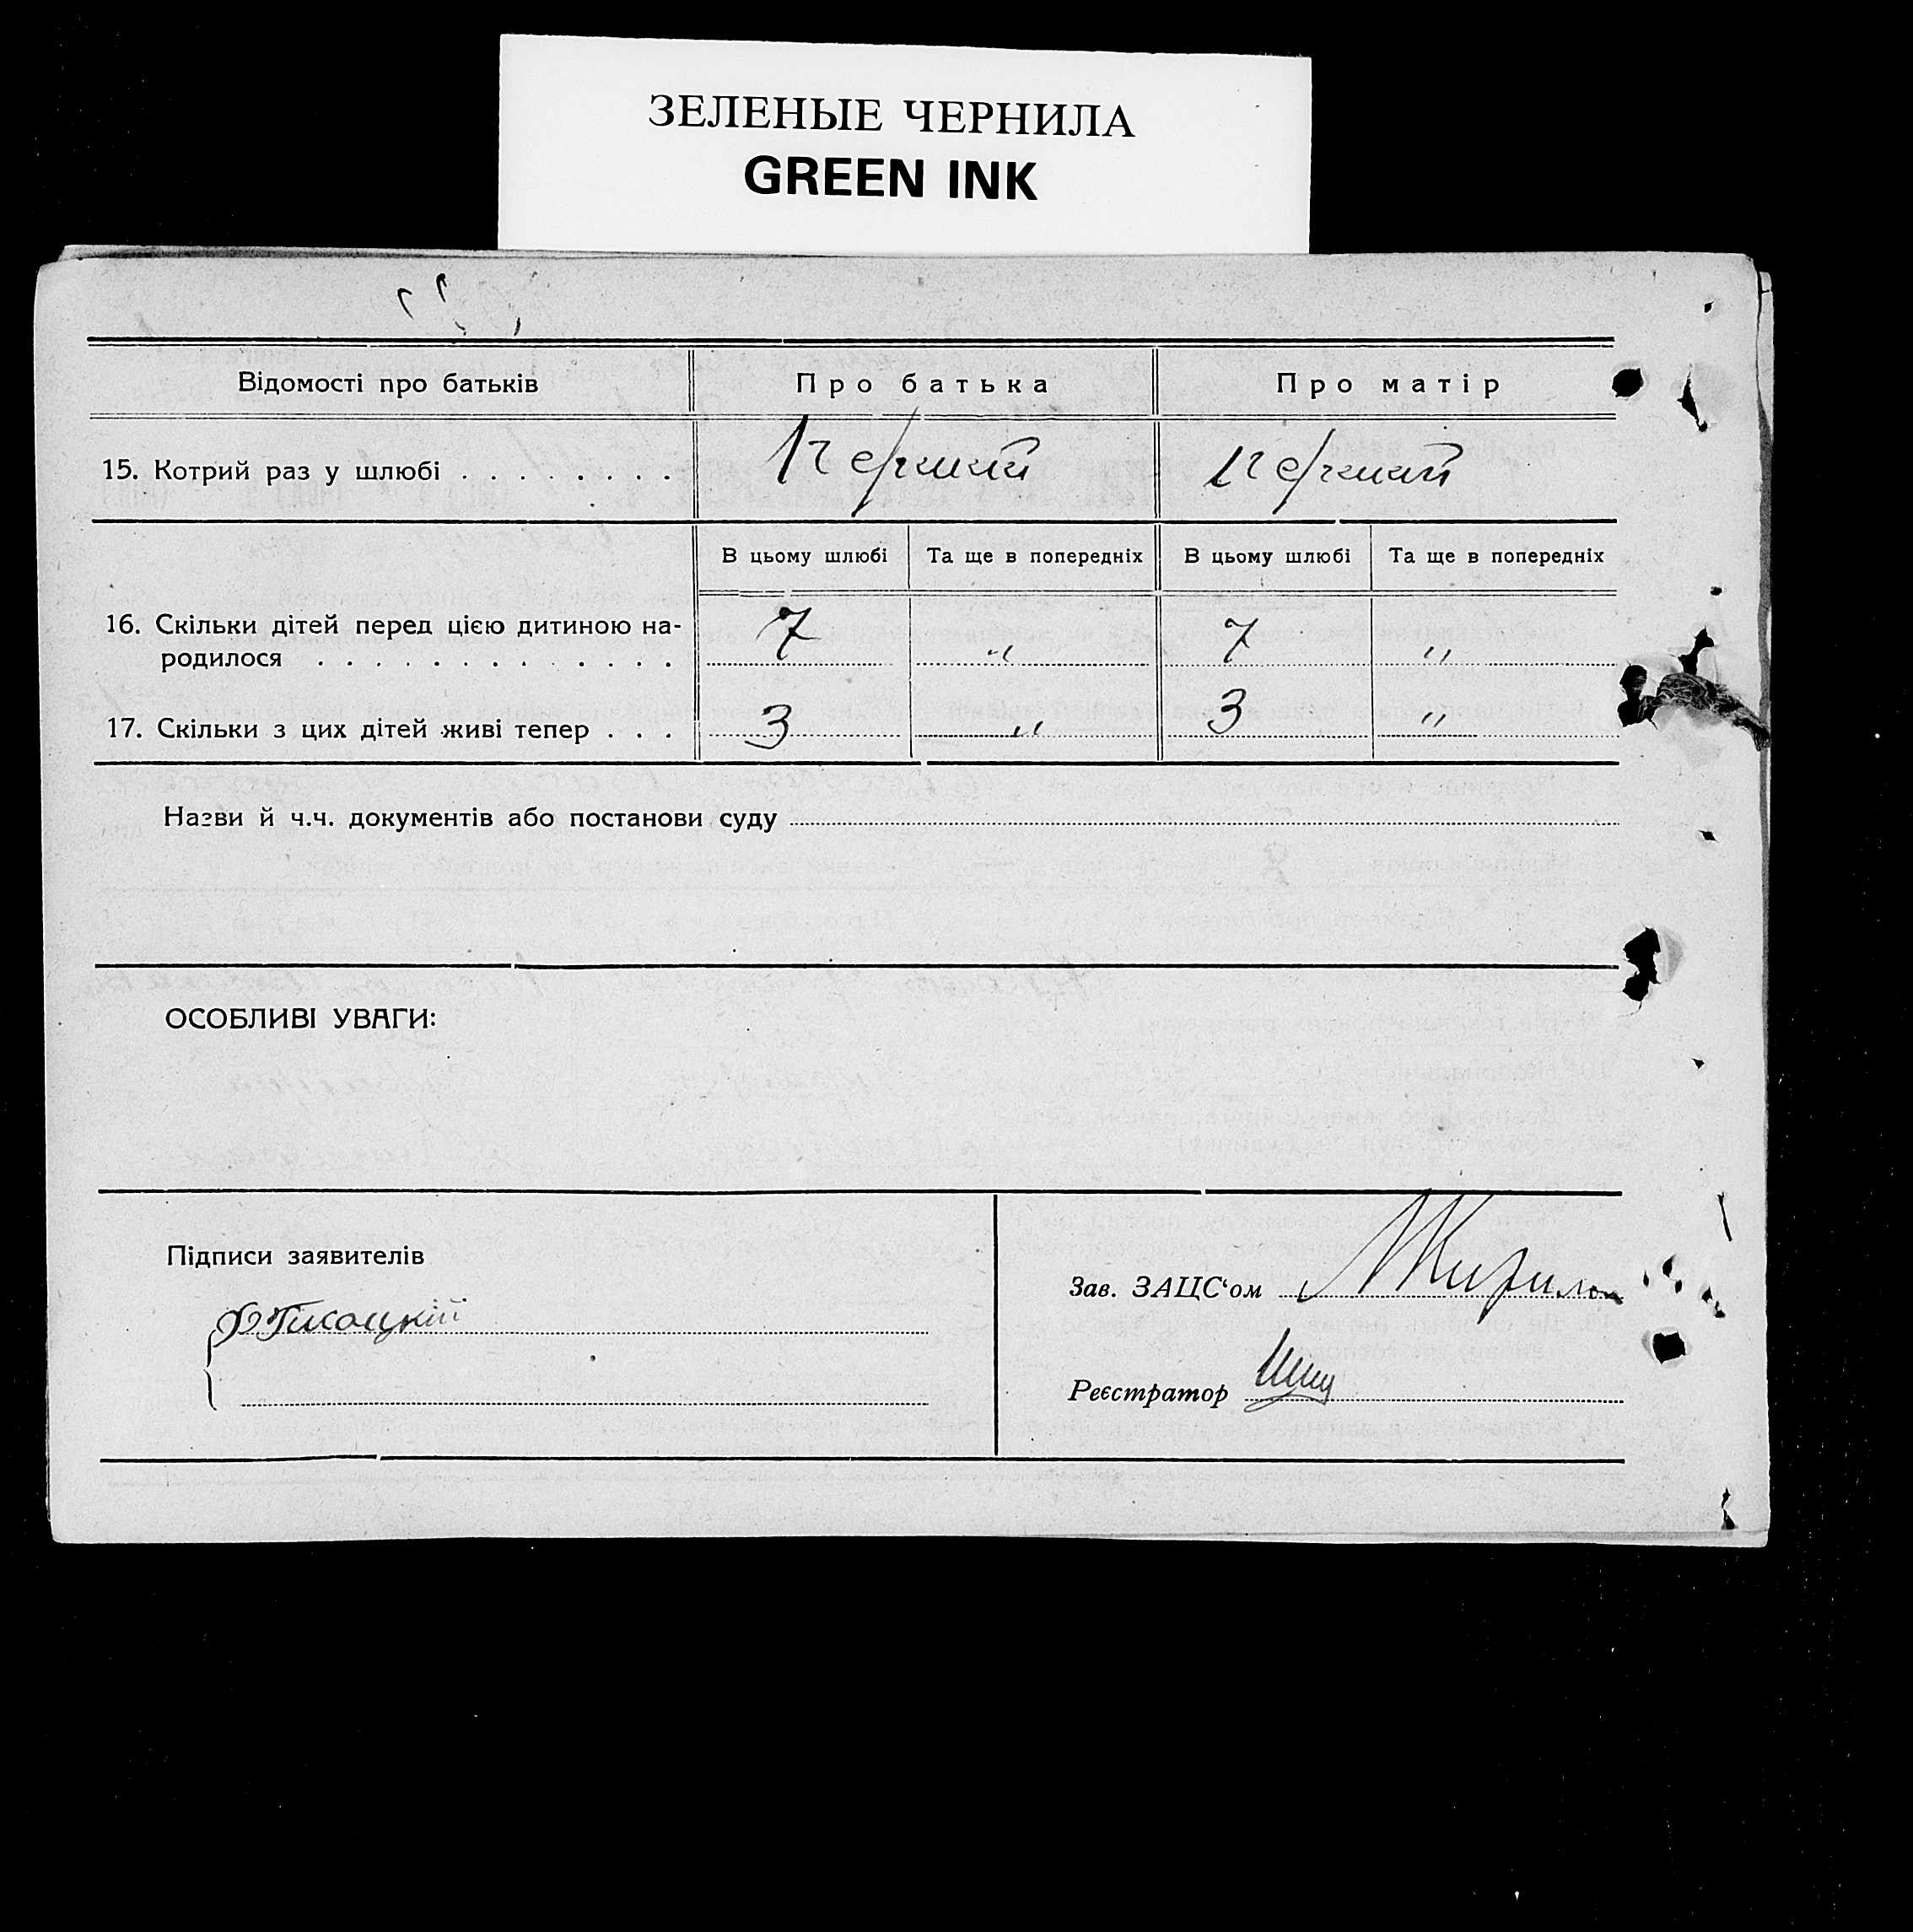 ЗЕЛЕНЫЕ ЧЕРНИЛА
GREEN INK
Відомості про батьків Про батька Про матір
15. Котрий раз у шлюбі . . . . . . . .
В цьому шлюбі Та ще в попередніх В цьому шлюбі Та ще в попередніх
16. Скільки дітей перед цією дитиною на- 7 " 7 "
родилося . . . . . . . . . . . . .
17. Скільки з цих дітей живі тепер . . . 3 " 3 "
Назви й ч.ч. документів або постанови суду
ОСОБЛИВІ УВАГИ:
Підписи заявителів
Зав. ЗАЦС‘ом
Реєстратор